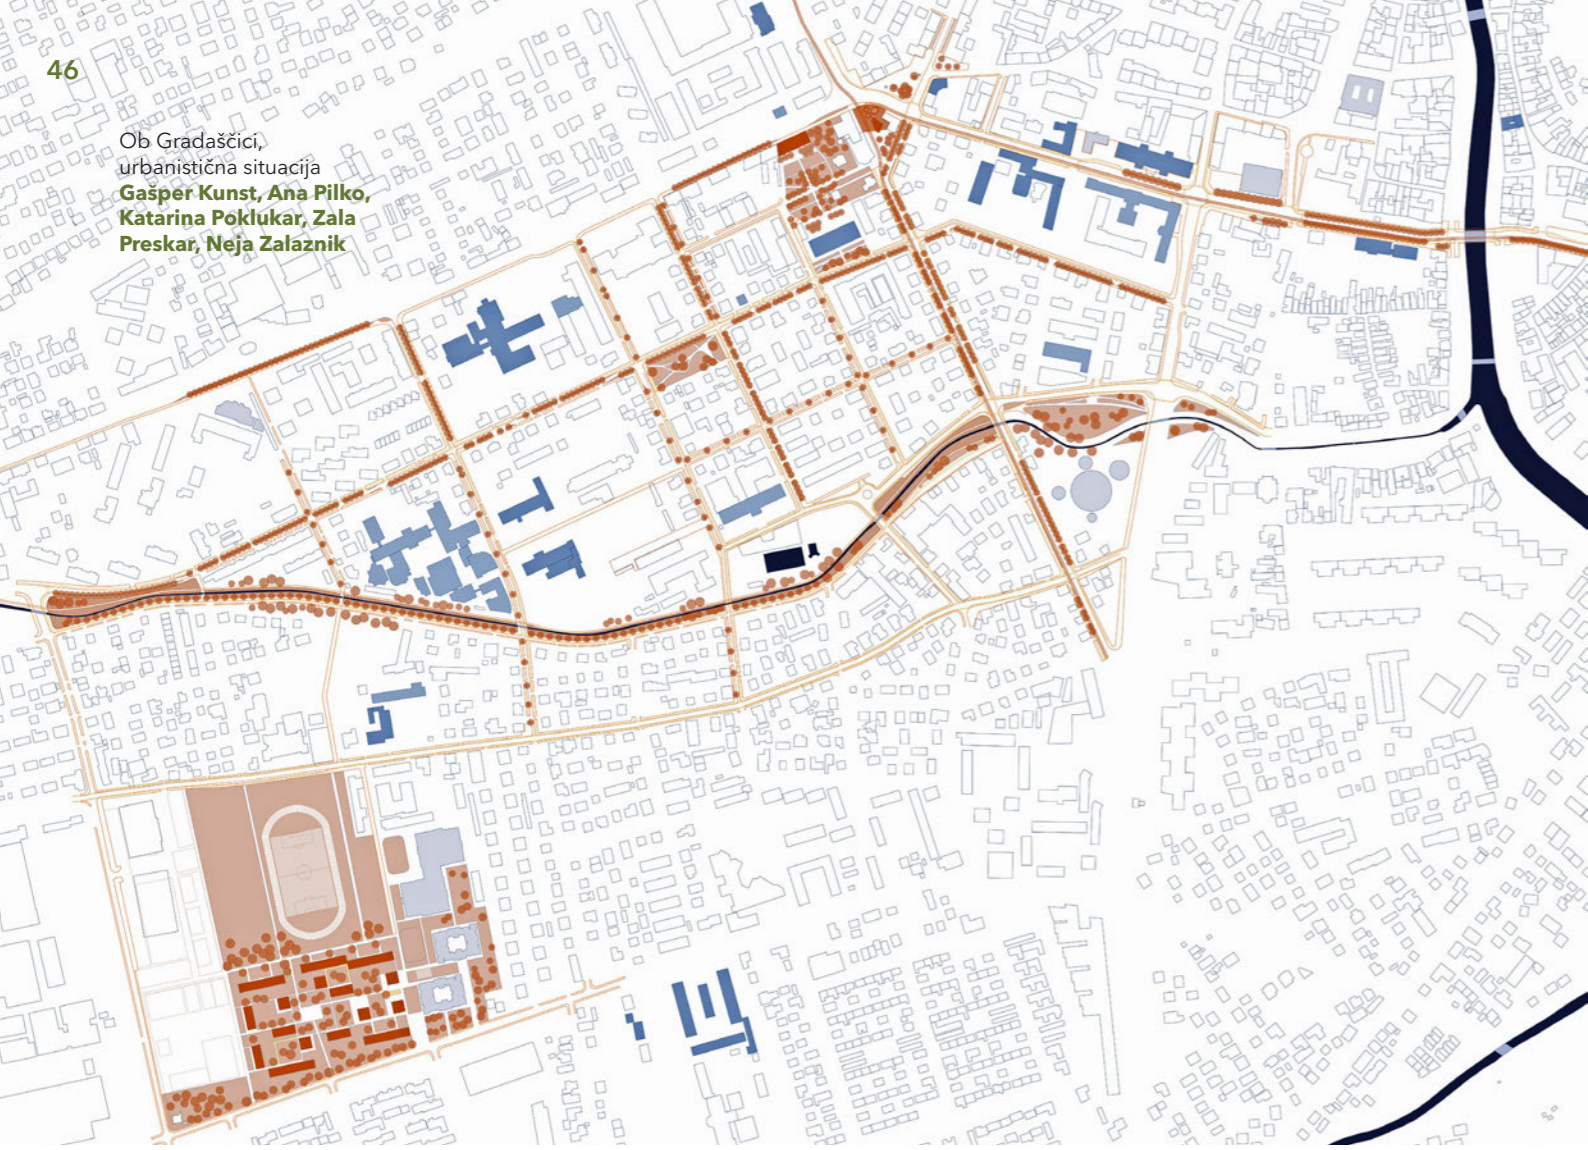 46
Ob Gradaščici,
urbanistična situacija
Gašper Kunst, Ana Pilko,
Katarina Poklukar, Zala
Preskar, Neja Zalaznik